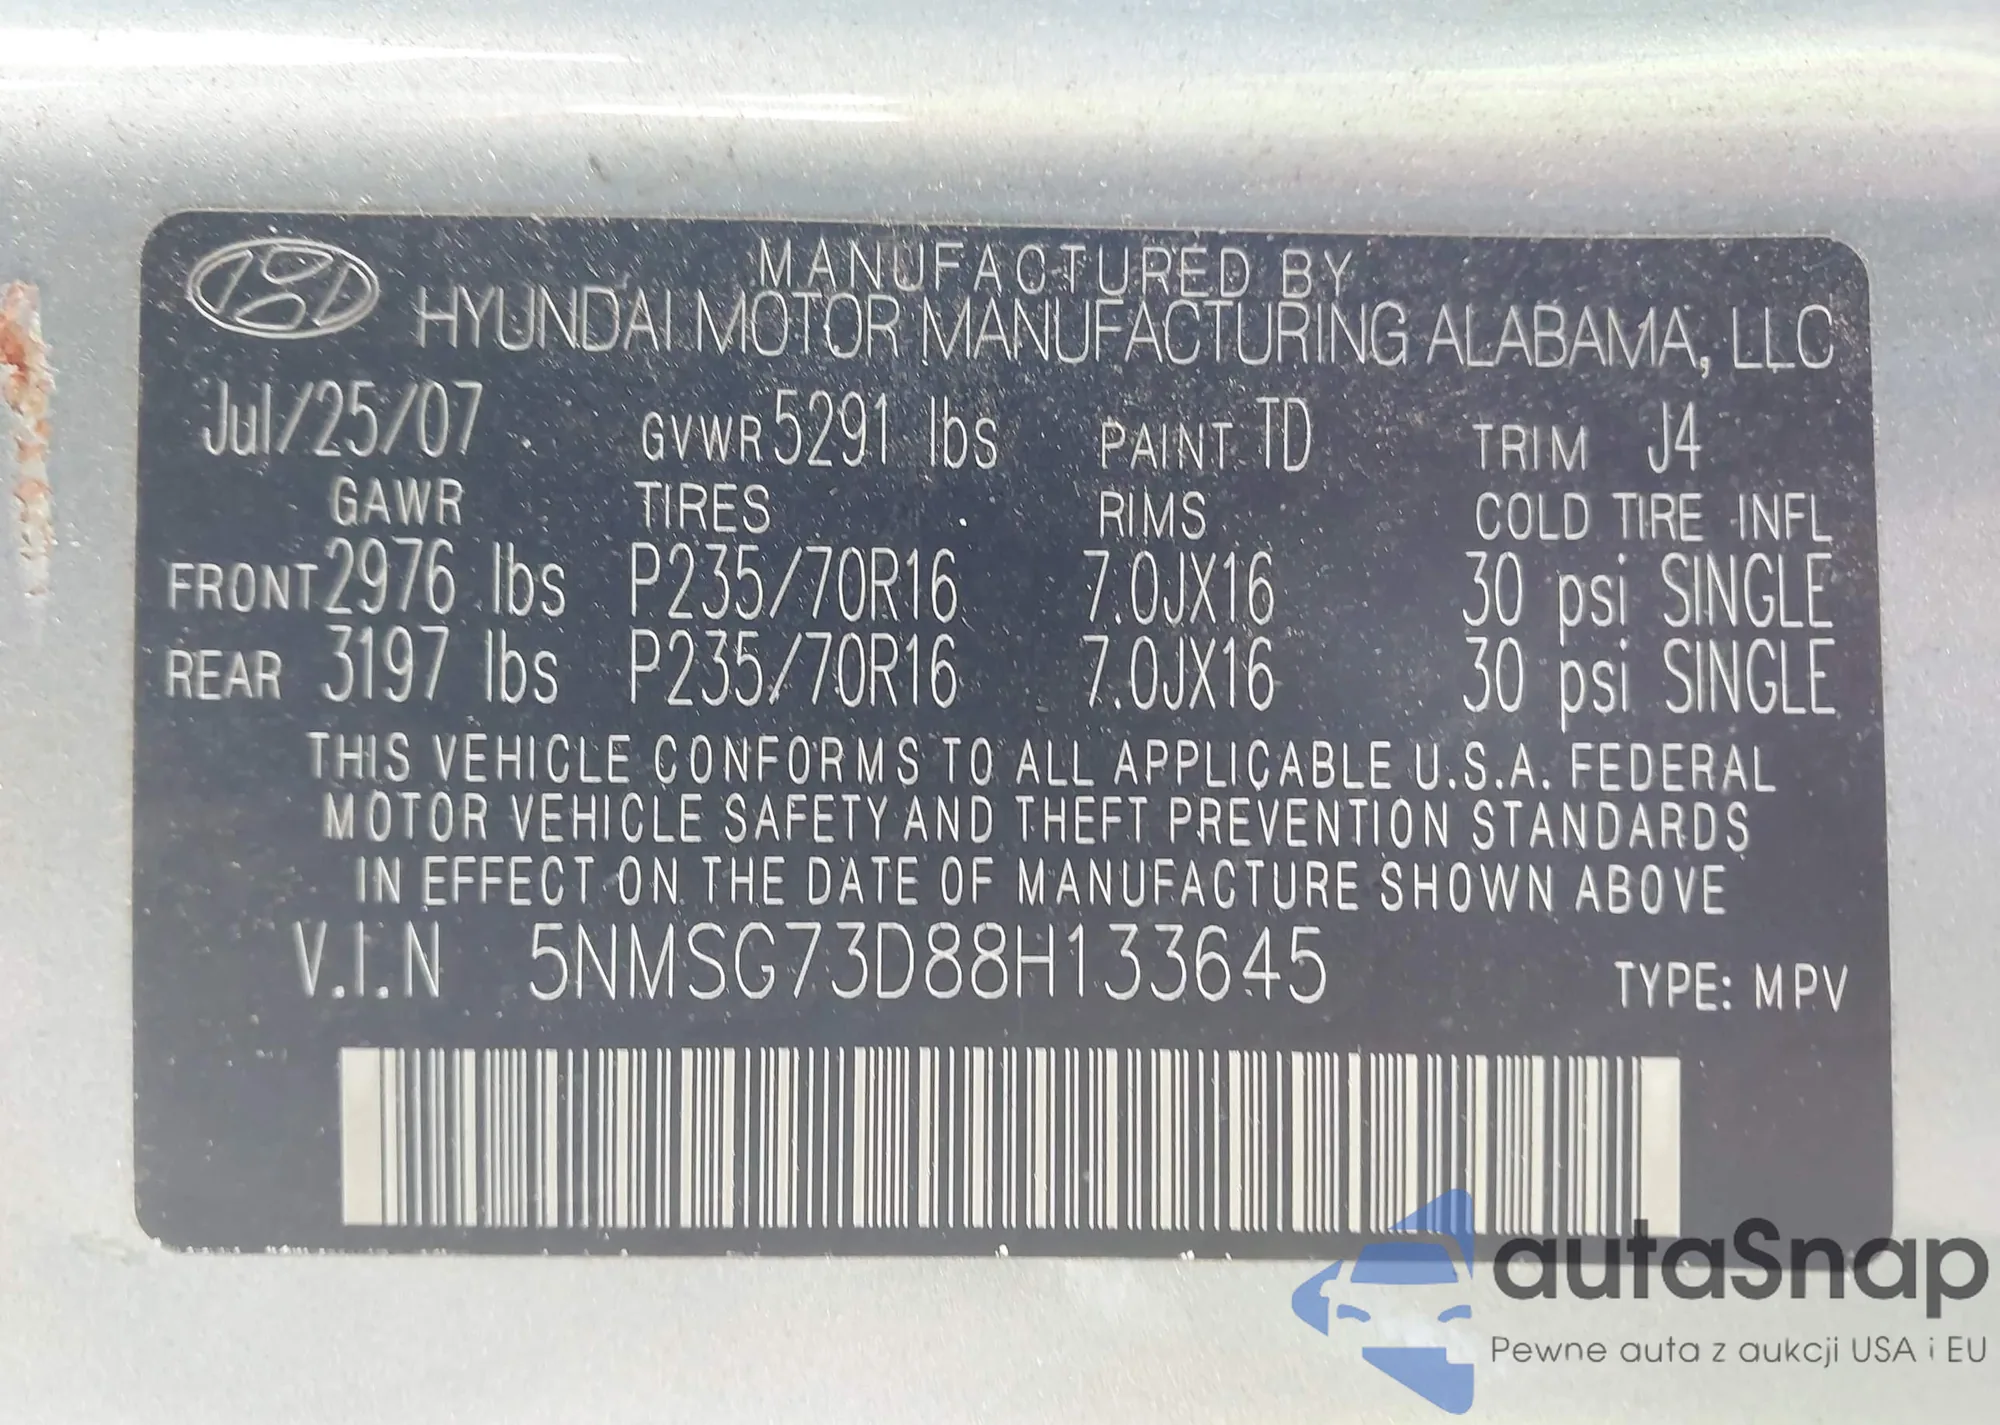 MANUFACTURED BY
HYUNDAI MOTOR MANUFACTURING ALABAMA, LLC
Jul/25/07 GVWR 5291 lbs PAINT TD TRIM J4
GAWR TIRES RIMS COLD TIRE INFL
FRONT 2976 lbs P235/70R16 7.0JX16 30 psi SINGLE
REAR 3197 lbs P235/70R16 7.0JX16 30 psi SINGLE
THIS VEHICLE CONFORMS TO ALL APPLICABLE U.S.A. FEDERAL
MOTOR VEHICLE SAFETY AND THEFT PREVENTION STANDARDS
IN EFFECT ON THE DATE OF MANUFACTURE SHOWN ABOVE
V.I.N 5NMSG73D88H133645 TYPE: MPV
autaSnap
Pewne auta z aukcji USA i EU